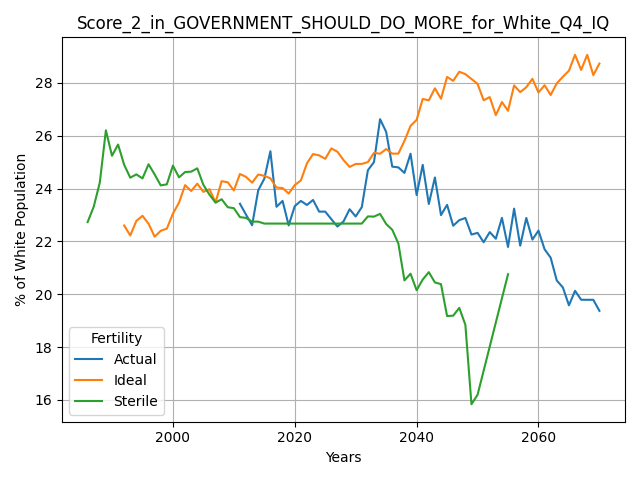 Score_2_in_GOVERNMENT_SHOULD_DO_MORE_for_White_Q4_IQ
% of White Population
28
26
24
22
20
18
16
Fertility
Actual
Ideal
Sterile
2000 2020 2040 2060
Years